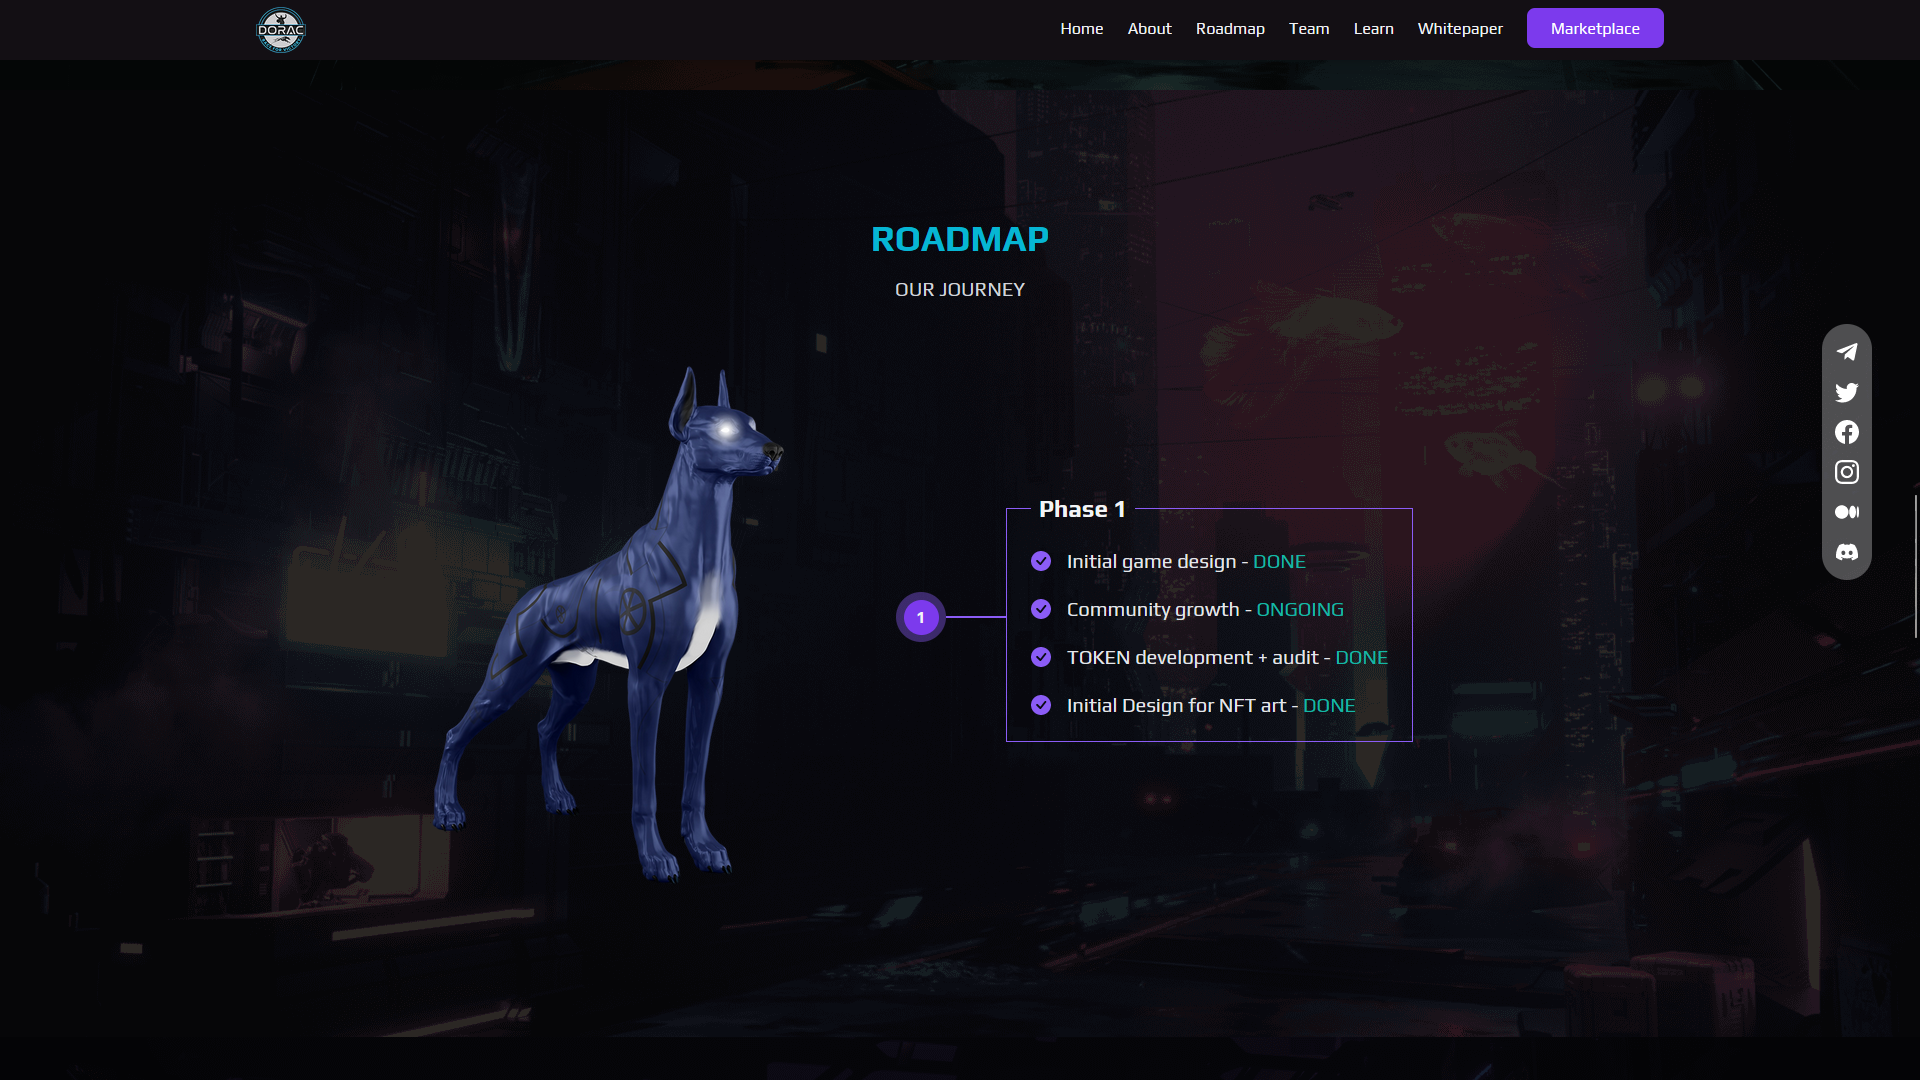 DORAC
Home
About
Roadmap
Team
Learn
Whitepaper
Marketplace
ROADMAP
OUR JOURNEY
Phase 1
Initial game design - DONE
Community growth - ONGOING
1
TOKEN development + audit - DONE
Initial Design for NFT art - DONE